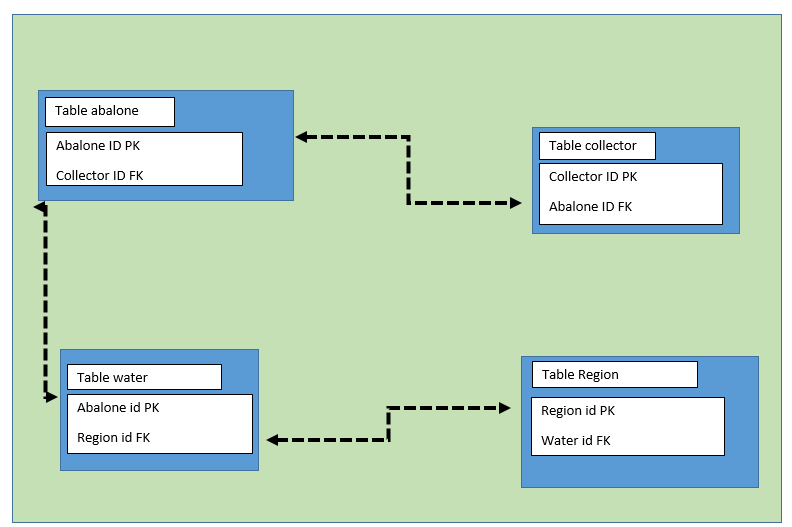 Table abalone
Abalone ID PK
Collector ID FK
Table collector
Collector ID PK
Abalone ID FK
Table water
Abalone id PK
Region id FK
Table Region
Region id PK
Water id FK